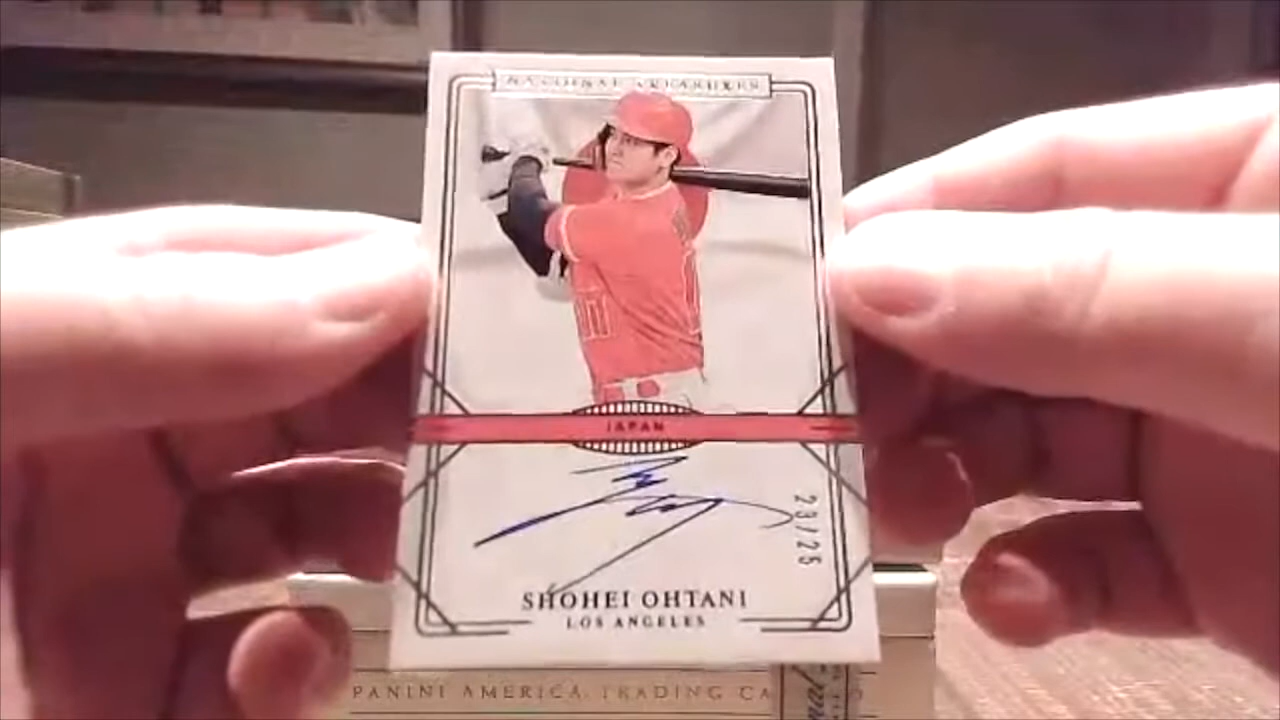 NATIONAL TREASURES
JAPAN
23/25
SHOHEI OHTANI
LOS ANGELES
PANINI AMERICA TRADING CA